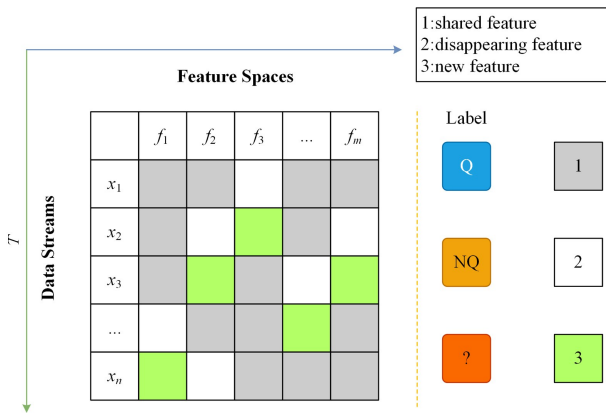 1:shared feature
2:disappearing feature
3:new feature
Feature Spaces
T
Data Streams
f1 f2 f3 ... fm
x1
x2
x3
...
xn
Label
Q 1
NQ 2
? 3